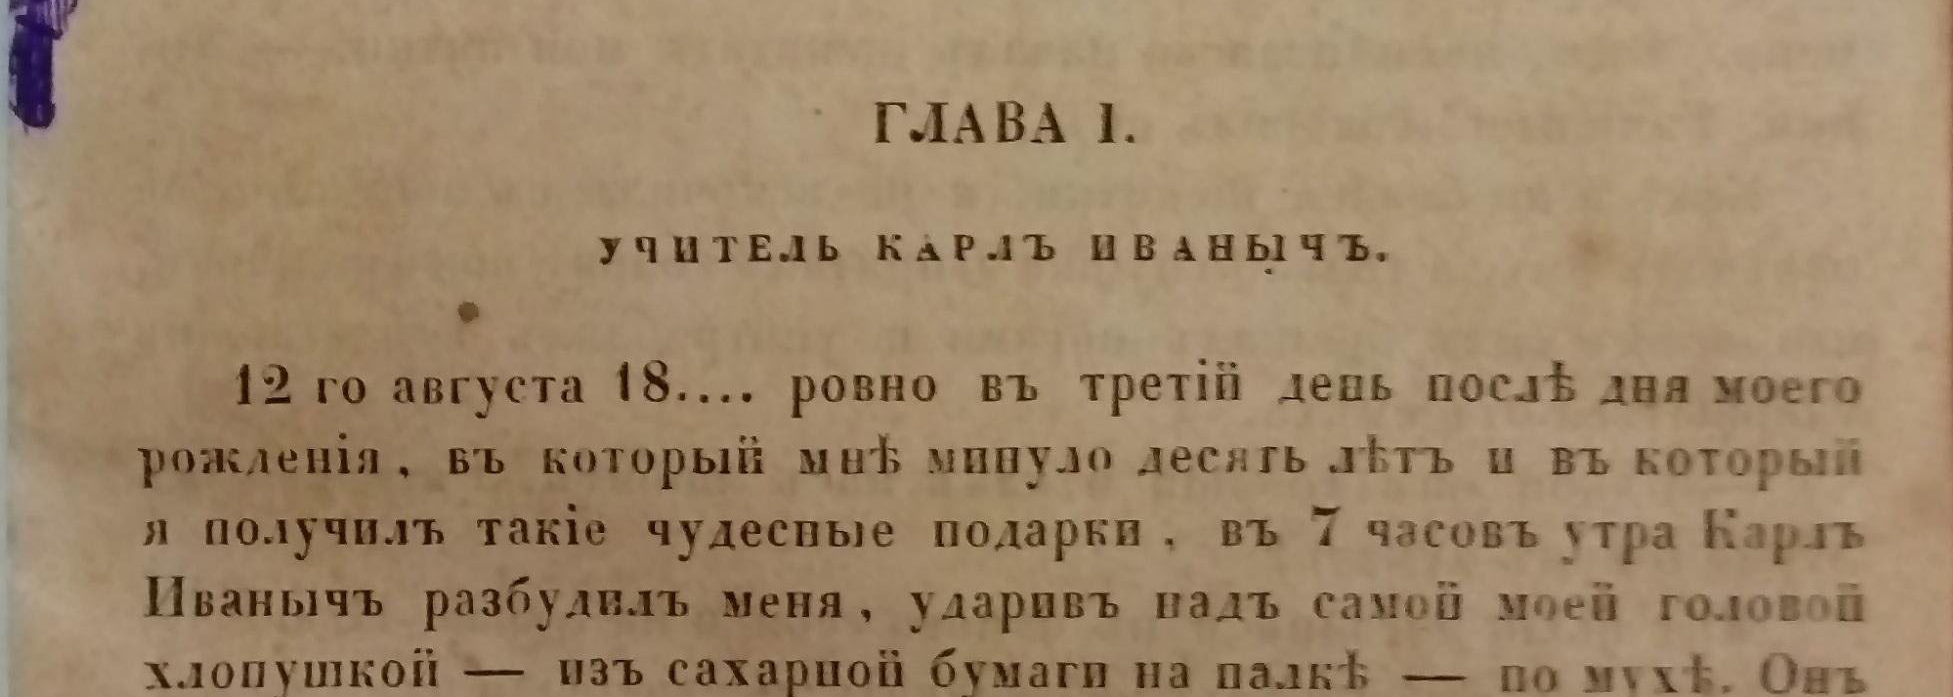 ГЛАВА I.
УЧИТЕЛЬ КАРЛЪ ИВАНЫЧЪ.
12 го августа 18.... ровно въ третій день послѣ дня моего
рожденія, въ который мнѣ минуло десять лѣтъ и въ который
я получилъ такіе чудесные подарки, въ 7 часовъ утра Карлъ
Иванычъ разбудилъ меня, ударивъ надъ самой моей головой
хлопушкой — изъ сахарной бумаги на палкѣ — по мухѣ. Онъ